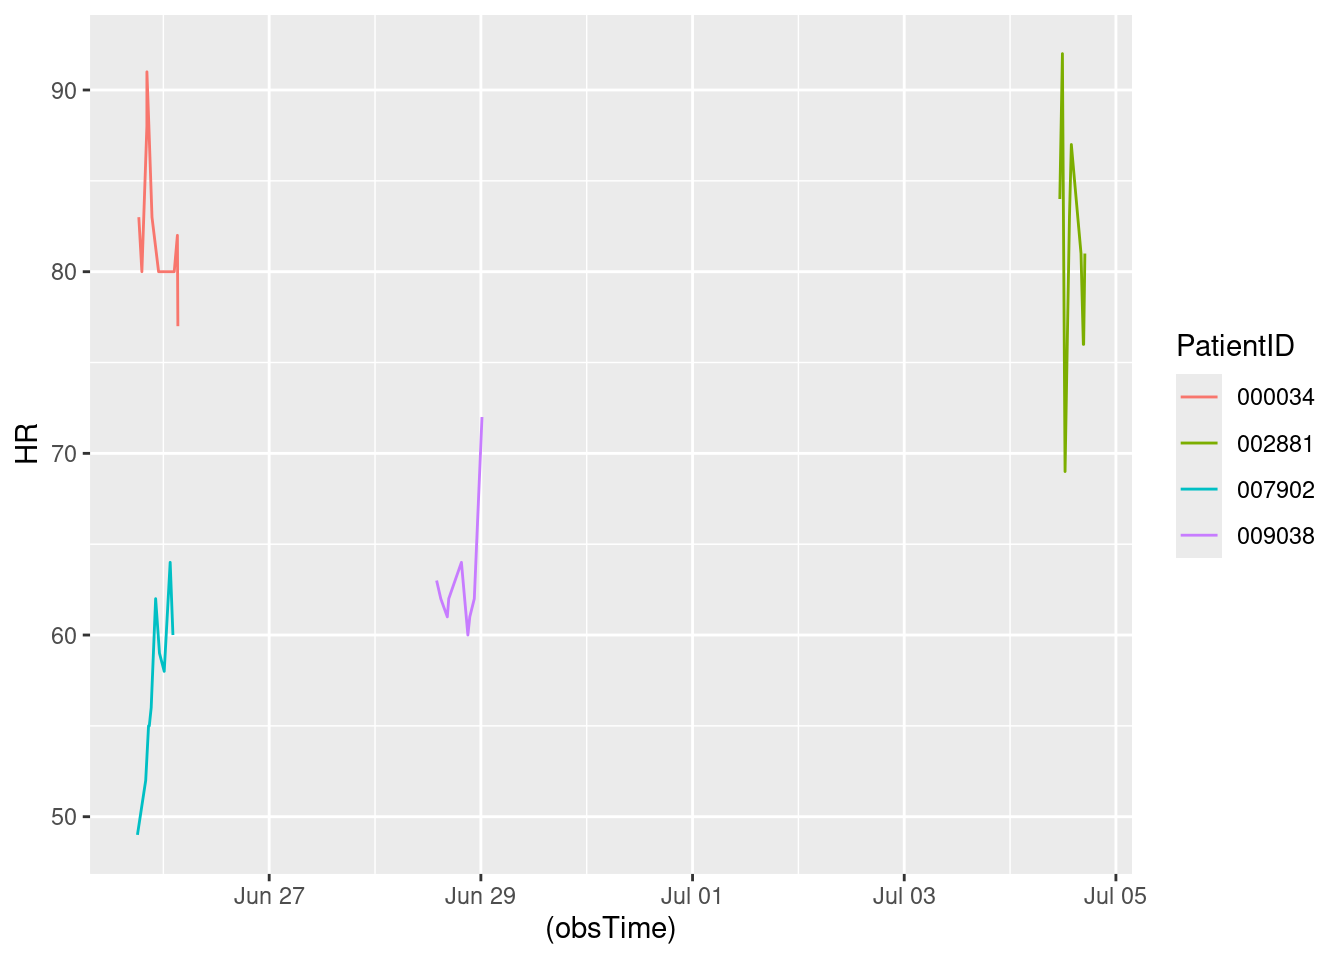 90
80
70
60
50
HR
Jun 27
Jun 29
Jul 01
Jul 03
Jul 05
(obsTime)
PatientID
000034
002881
007902
009038